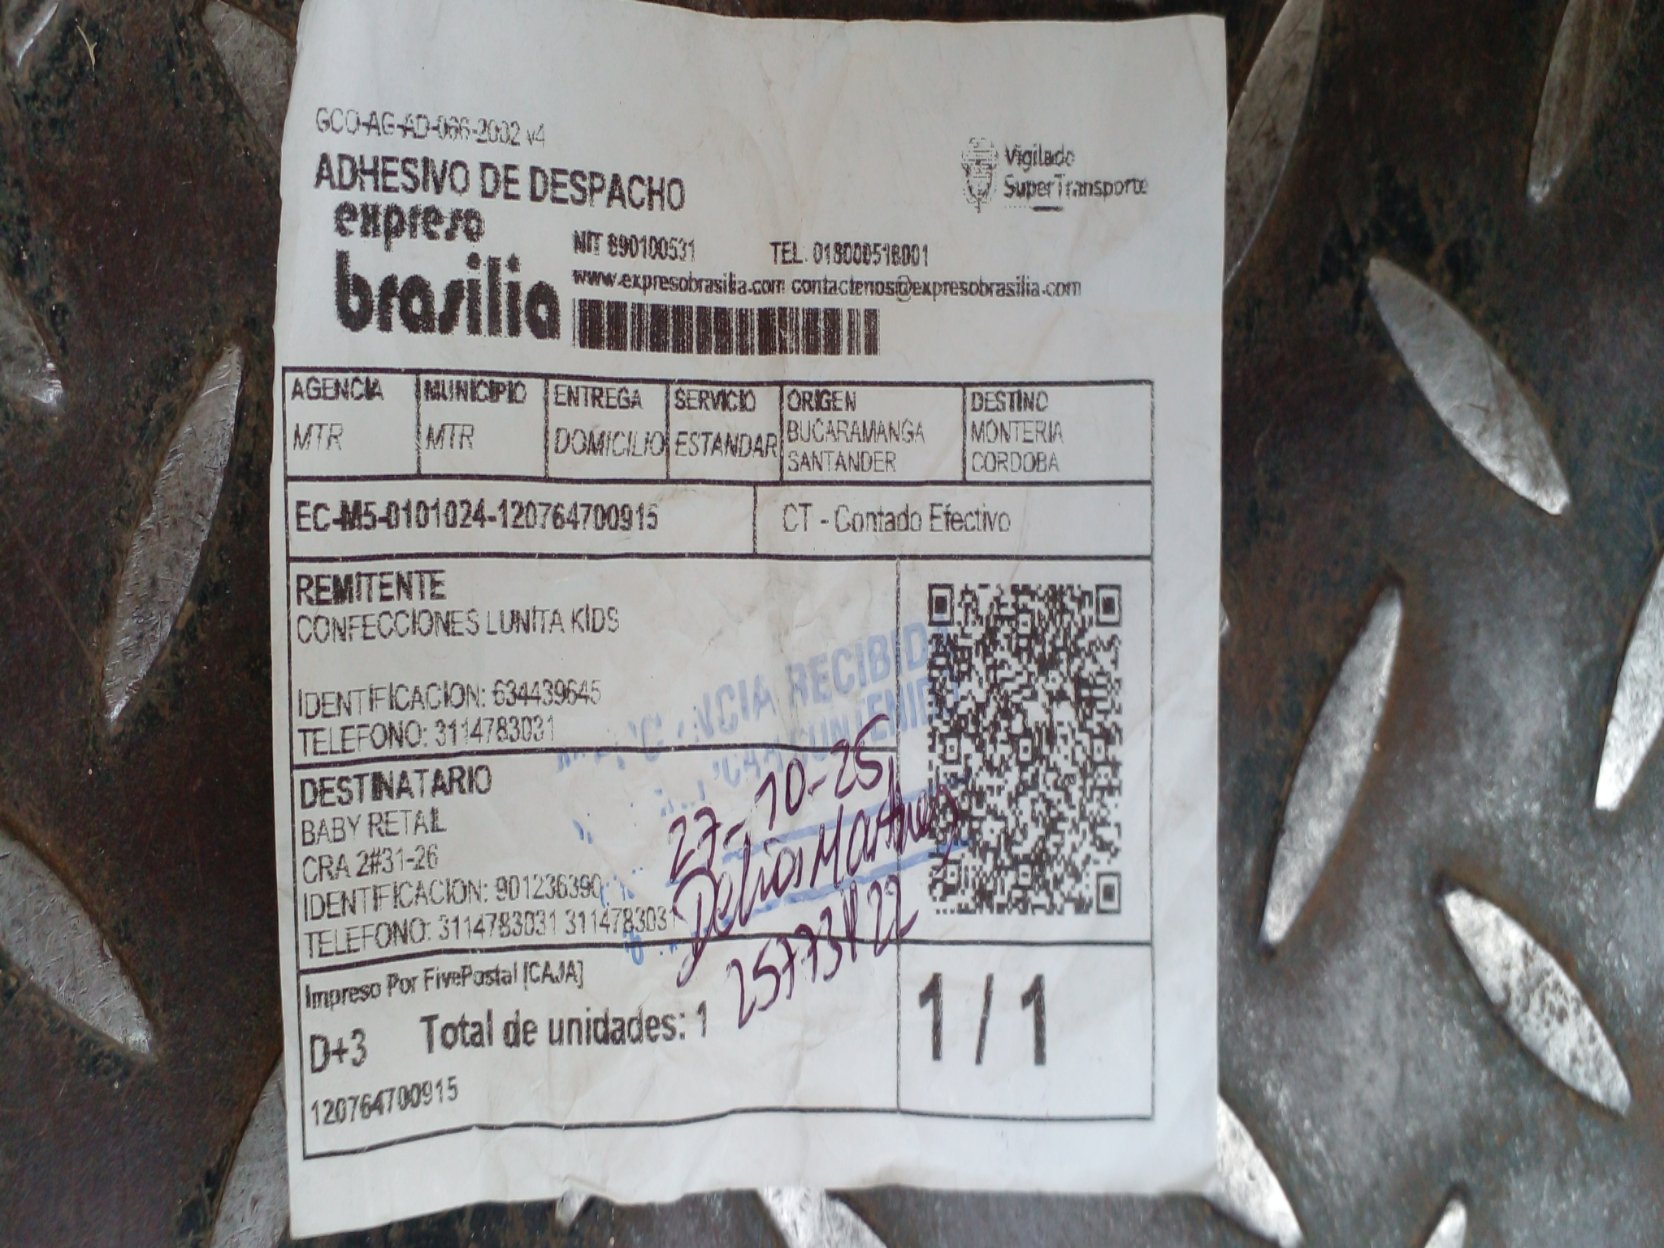 GCO-AG-AD-066-2002 v4
ADHESIVO DE DESPACHO
expreso
brasilia
Vigilado
SuperTransporte
NIT 890100531 TEL. 018000518001
www.expresobrasilia.com contactenos@expresobrasilia.com
AGENCIA MUNICIPIO ENTREGA SERVICIO ORIGEN DESTINO
MTR MTR DOMICILIO ESTANDAR BUCARAMANGA MONTERIA
SANTANDER CORDOBA
EC-M5-0101024-120764700915 CT - Contado Efectivo
REMITENTE
CONFECCIONES LUNITA KIDS
IDENTIFICACION: 634439645
TELEFONO: 3114783031
RECIBID
DESTINATARIO
BABY RETAIL
CRA 2#31-26
IDENTIFICACION: 901236390
TELEFONO: 3114783031 3114783031
27-10-25
Delias Martinez
Impreso Por FivePostal [CAJA]
D+3 Total de unidades: 1
1 / 1
120764700915